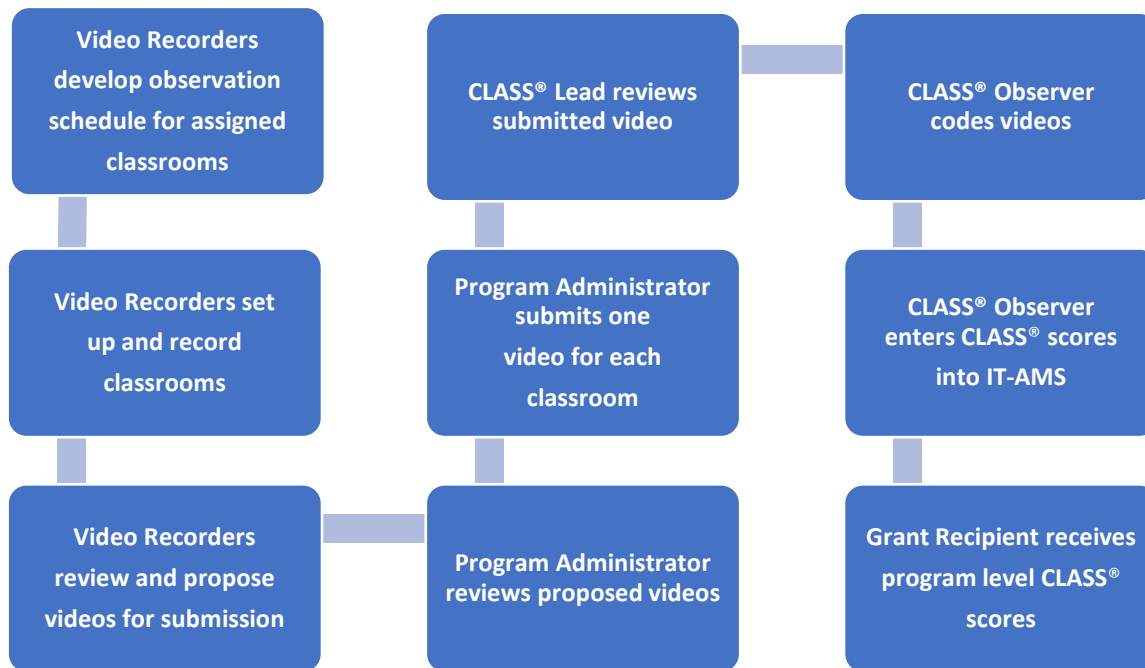 Video Recorders
develop observation
schedule for assigned
classrooms
Video Recorders set
up and record
classrooms
Video Recorders
review and propose
videos for submission
Program Administrator
reviews proposed videos
Program Administrator
submits one
video for each
classroom
CLASS® Lead reviews
submitted video
CLASS® Observer
codes videos
CLASS® Observer
enters CLASS® scores
into IT-AMS
Grant Recipient receives
program level CLASS®
scores